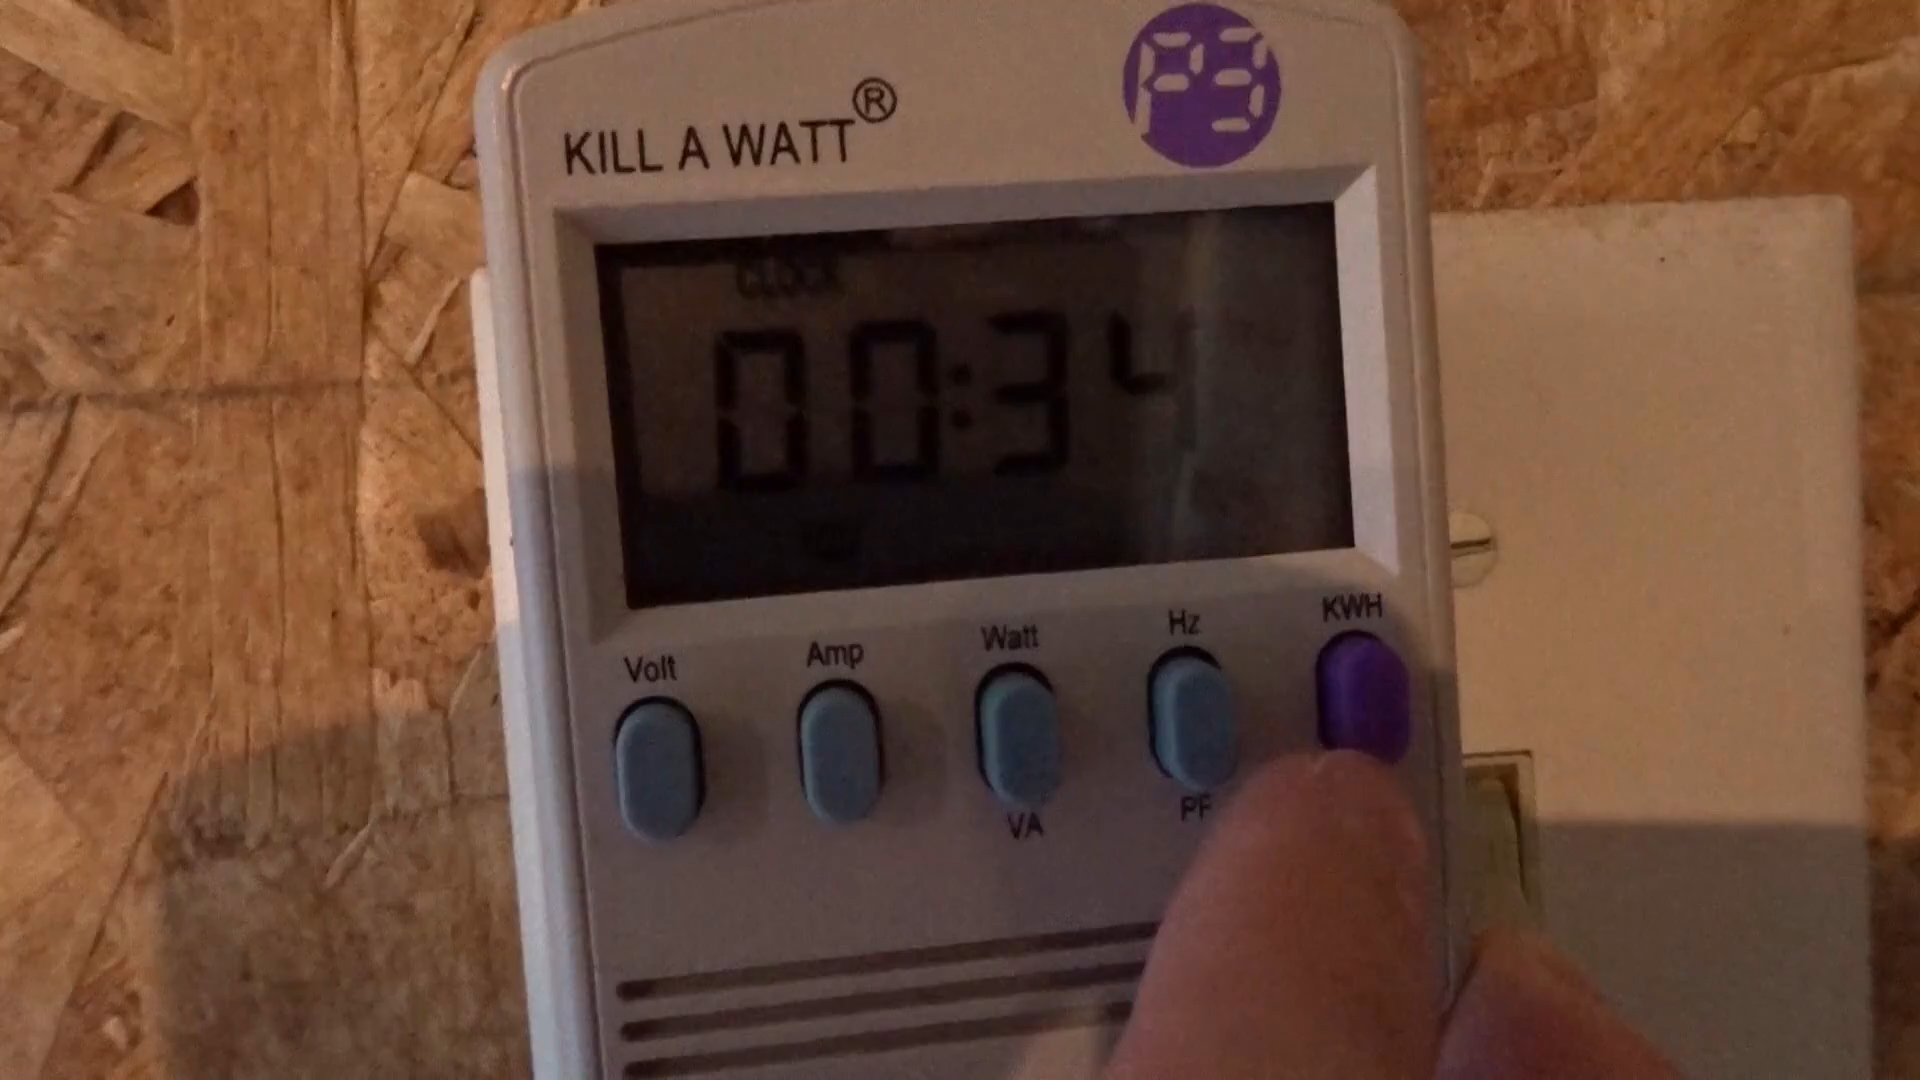 KILL A WATT®
P3
CLOCK
00:34
Volt Amp Watt Hz KWH
VA PF